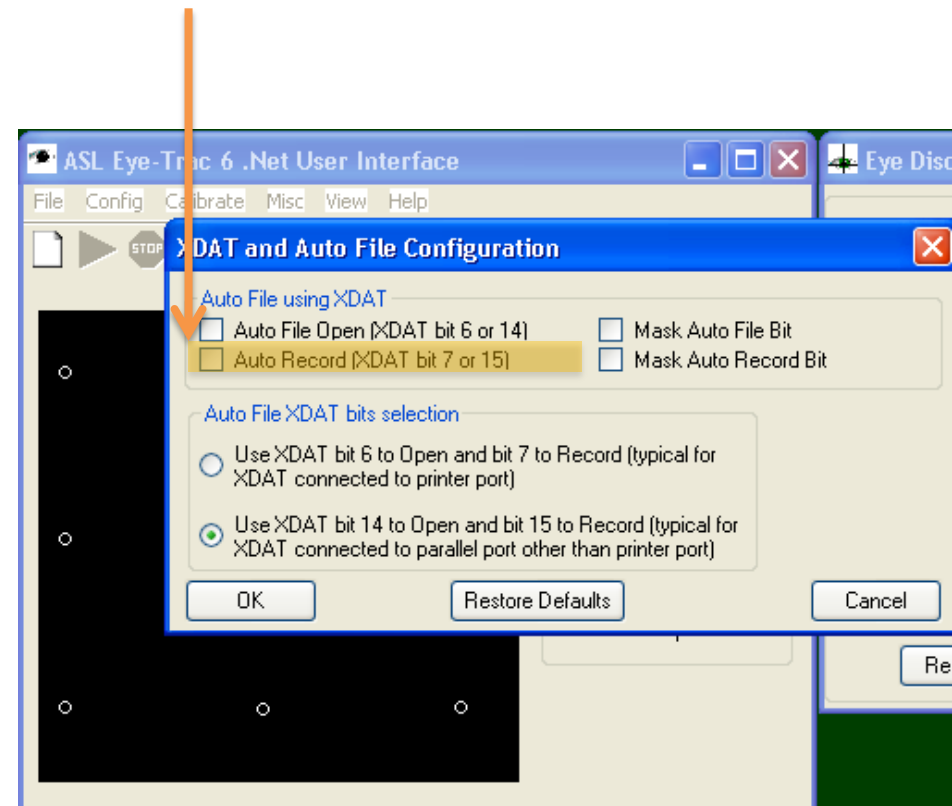 ASL Eye-Trac 6 .Net User Interface
Eye Disc
File Config Calibrate Misc View Help
STOP
XDAT and Auto File Configuration
Auto File using XDAT
Auto File Open (XDAT bit 6 or 14)
Mask Auto File Bit
Auto Record (XDAT bit 7 or 15)
Mask Auto Record Bit
Auto File XDAT bits selection
Use XDAT bit 6 to Open and bit 7 to Record (typical for
XDAT connected to printer port)
Use XDAT bit 14 to Open and bit 15 to Record (typical for
XDAT connected to parallel port other than printer port)
OK
Restore Defaults
Cancel
Re